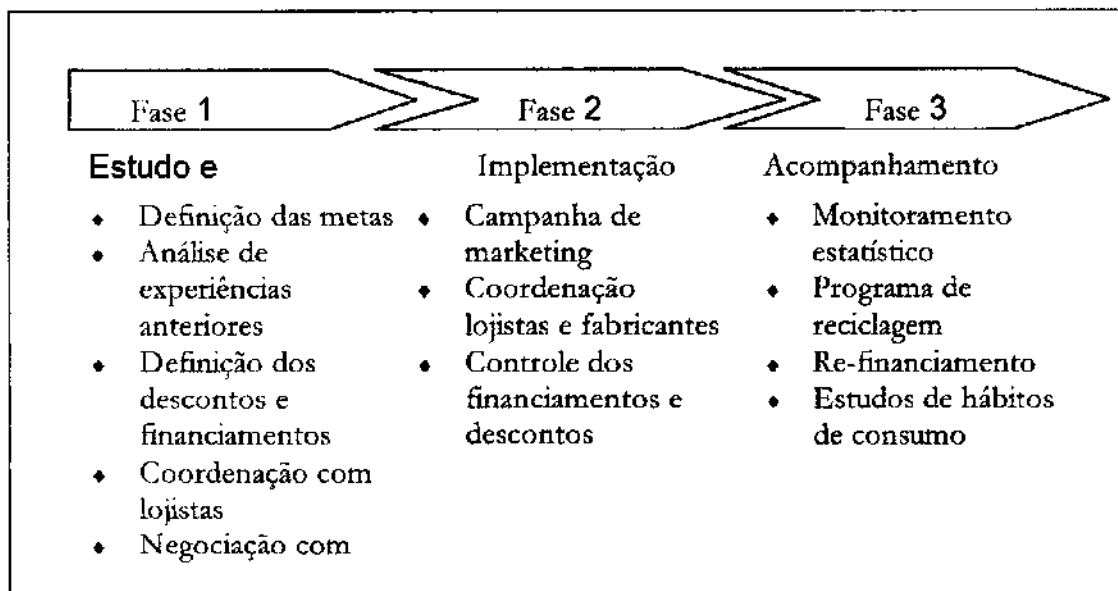 Fase 1
Fase 2
Fase 3
Estudo e
• Definição das metas
• Análise de
experiências
anteriores
• Definição dos
descontos e
financiamentos
• Coordenação com
lojistas
• Negociação com
Implementação
• Campanha de
marketing
• Coordenação
lojistas e fabricantes
• Controle dos
financiamentos e
descontos
Acompanhamento
• Monitoramento
estatístico
• Programa de
reciclagem
• Re-financiamento
• Estudos de hábitos
de consumo